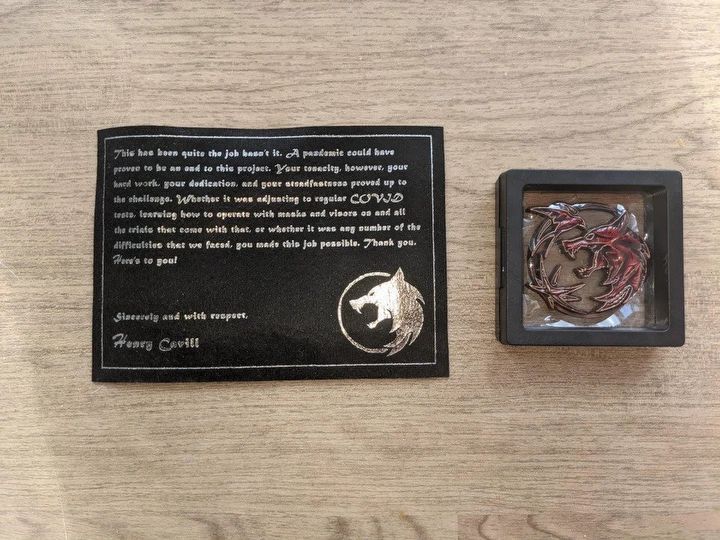 This has been quite the job hasn't it. A pandemic could have
proven to be an end to this project. Your tenacity, however, your
hard work, your dedication, and your steadfastness proved up to
the challenge. Whether it was adjusting to regular COVID
tests, learning how to operate with masks and visors on and all
the trials that come with that, or whether it was any number of the
difficulties that we faced, you made this job possible. Thank you.
Here's to you!
Sincerely and with respect,
Henry Cavill